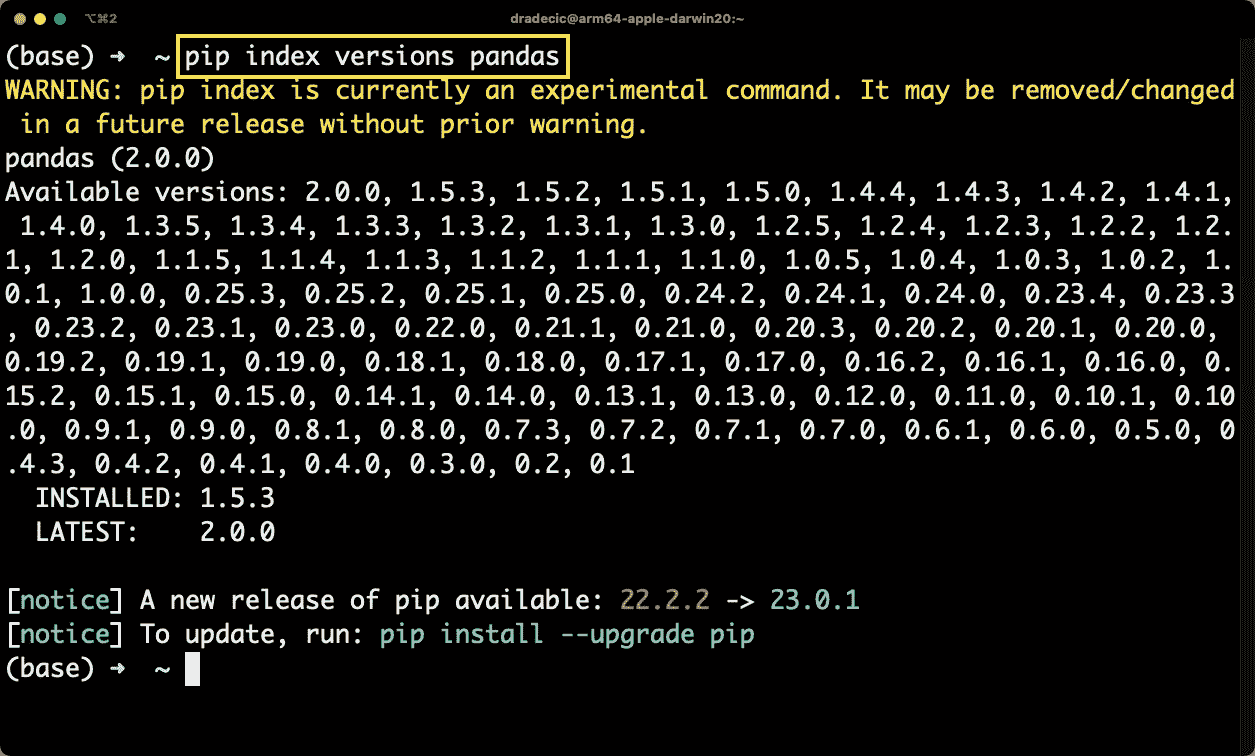 ⌥⌘2 dradecic@arm64-apple-darwin20:~
(base) → ~ pip index versions pandas
WARNING: pip index is currently an experimental command. It may be removed/changed
in a future release without prior warning.
pandas (2.0.0)
Available versions: 2.0.0, 1.5.3, 1.5.2, 1.5.1, 1.5.0, 1.4.4, 1.4.3, 1.4.2, 1.4.1,
1.4.0, 1.3.5, 1.3.4, 1.3.3, 1.3.2, 1.3.1, 1.3.0, 1.2.5, 1.2.4, 1.2.3, 1.2.2, 1.2.
1, 1.2.0, 1.1.5, 1.1.4, 1.1.3, 1.1.2, 1.1.1, 1.1.0, 1.0.5, 1.0.4, 1.0.3, 1.0.2, 1.
0.1, 1.0.0, 0.25.3, 0.25.2, 0.25.1, 0.25.0, 0.24.2, 0.24.1, 0.24.0, 0.23.4, 0.23.3
, 0.23.2, 0.23.1, 0.23.0, 0.22.0, 0.21.1, 0.21.0, 0.20.3, 0.20.2, 0.20.1, 0.20.0,
0.19.2, 0.19.1, 0.19.0, 0.18.1, 0.18.0, 0.17.1, 0.17.0, 0.16.2, 0.16.1, 0.16.0, 0.
15.2, 0.15.1, 0.15.0, 0.14.1, 0.14.0, 0.13.1, 0.13.0, 0.12.0, 0.11.0, 0.10.1, 0.10
.0, 0.9.1, 0.9.0, 0.8.1, 0.8.0, 0.7.3, 0.7.2, 0.7.1, 0.7.0, 0.6.1, 0.6.0, 0.5.0, 0
.4.3, 0.4.2, 0.4.1, 0.4.0, 0.3.0, 0.2, 0.1
INSTALLED: 1.5.3
LATEST: 2.0.0
[notice] A new release of pip available: 22.2.2 -> 23.0.1
[notice] To update, run: pip install --upgrade pip
(base) → ~